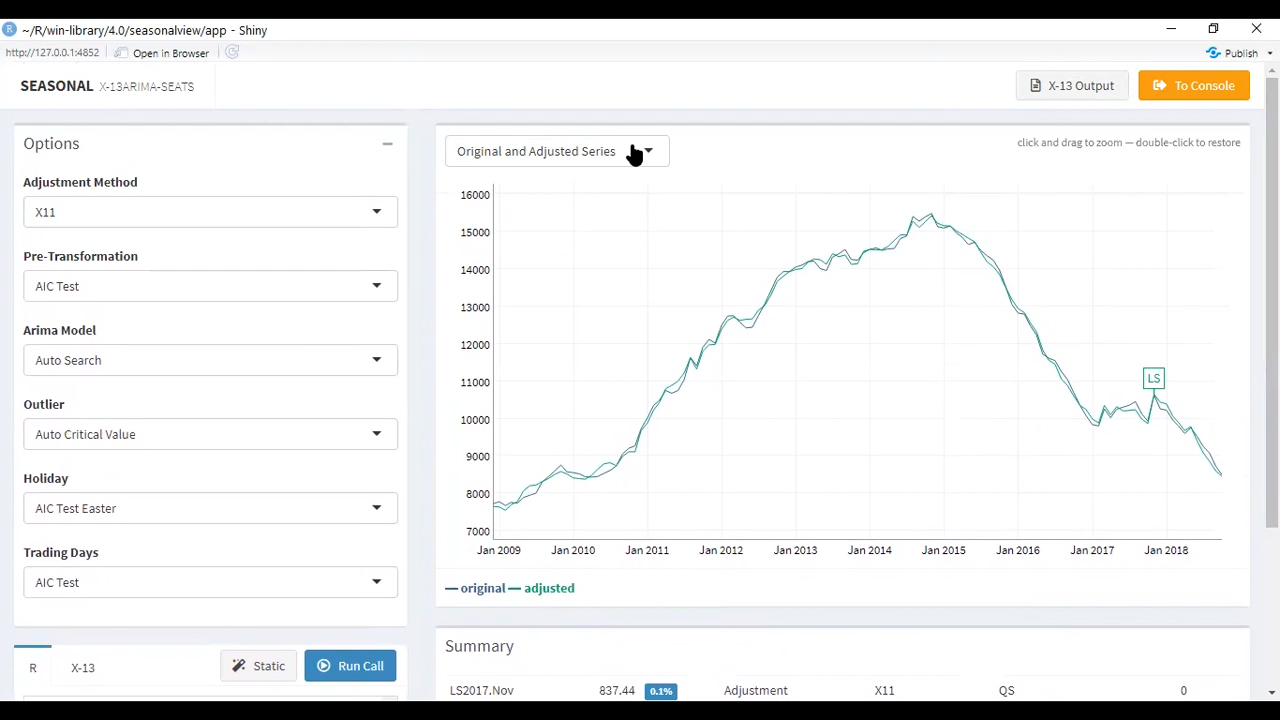 ~/R/win-library/4.0/seasonalview/app - Shiny
http://127.0.0.1:4852 Open in Browser Publish
SEASONAL X-13ARIMA-SEATS X-13 Output To Console
Options
Adjustment Method
X11
Pre-Transformation
AIC Test
Arima Model
Auto Search
Outlier
Auto Critical Value
Holiday
AIC Test Easter
Trading Days
AIC Test
R X-13 Static Run Call
Original and Adjusted Series click and drag to zoom — double-click to restore
16000
15000
14000
13000
12000
11000
10000
9000
8000
7000
LS
Jan 2009 Jan 2010 Jan 2011 Jan 2012 Jan 2013 Jan 2014 Jan 2015 Jan 2016 Jan 2017 Jan 2018
original adjusted
Summary
LS2017.Nov 837.44 0.1% Adjustment X11 QS 0